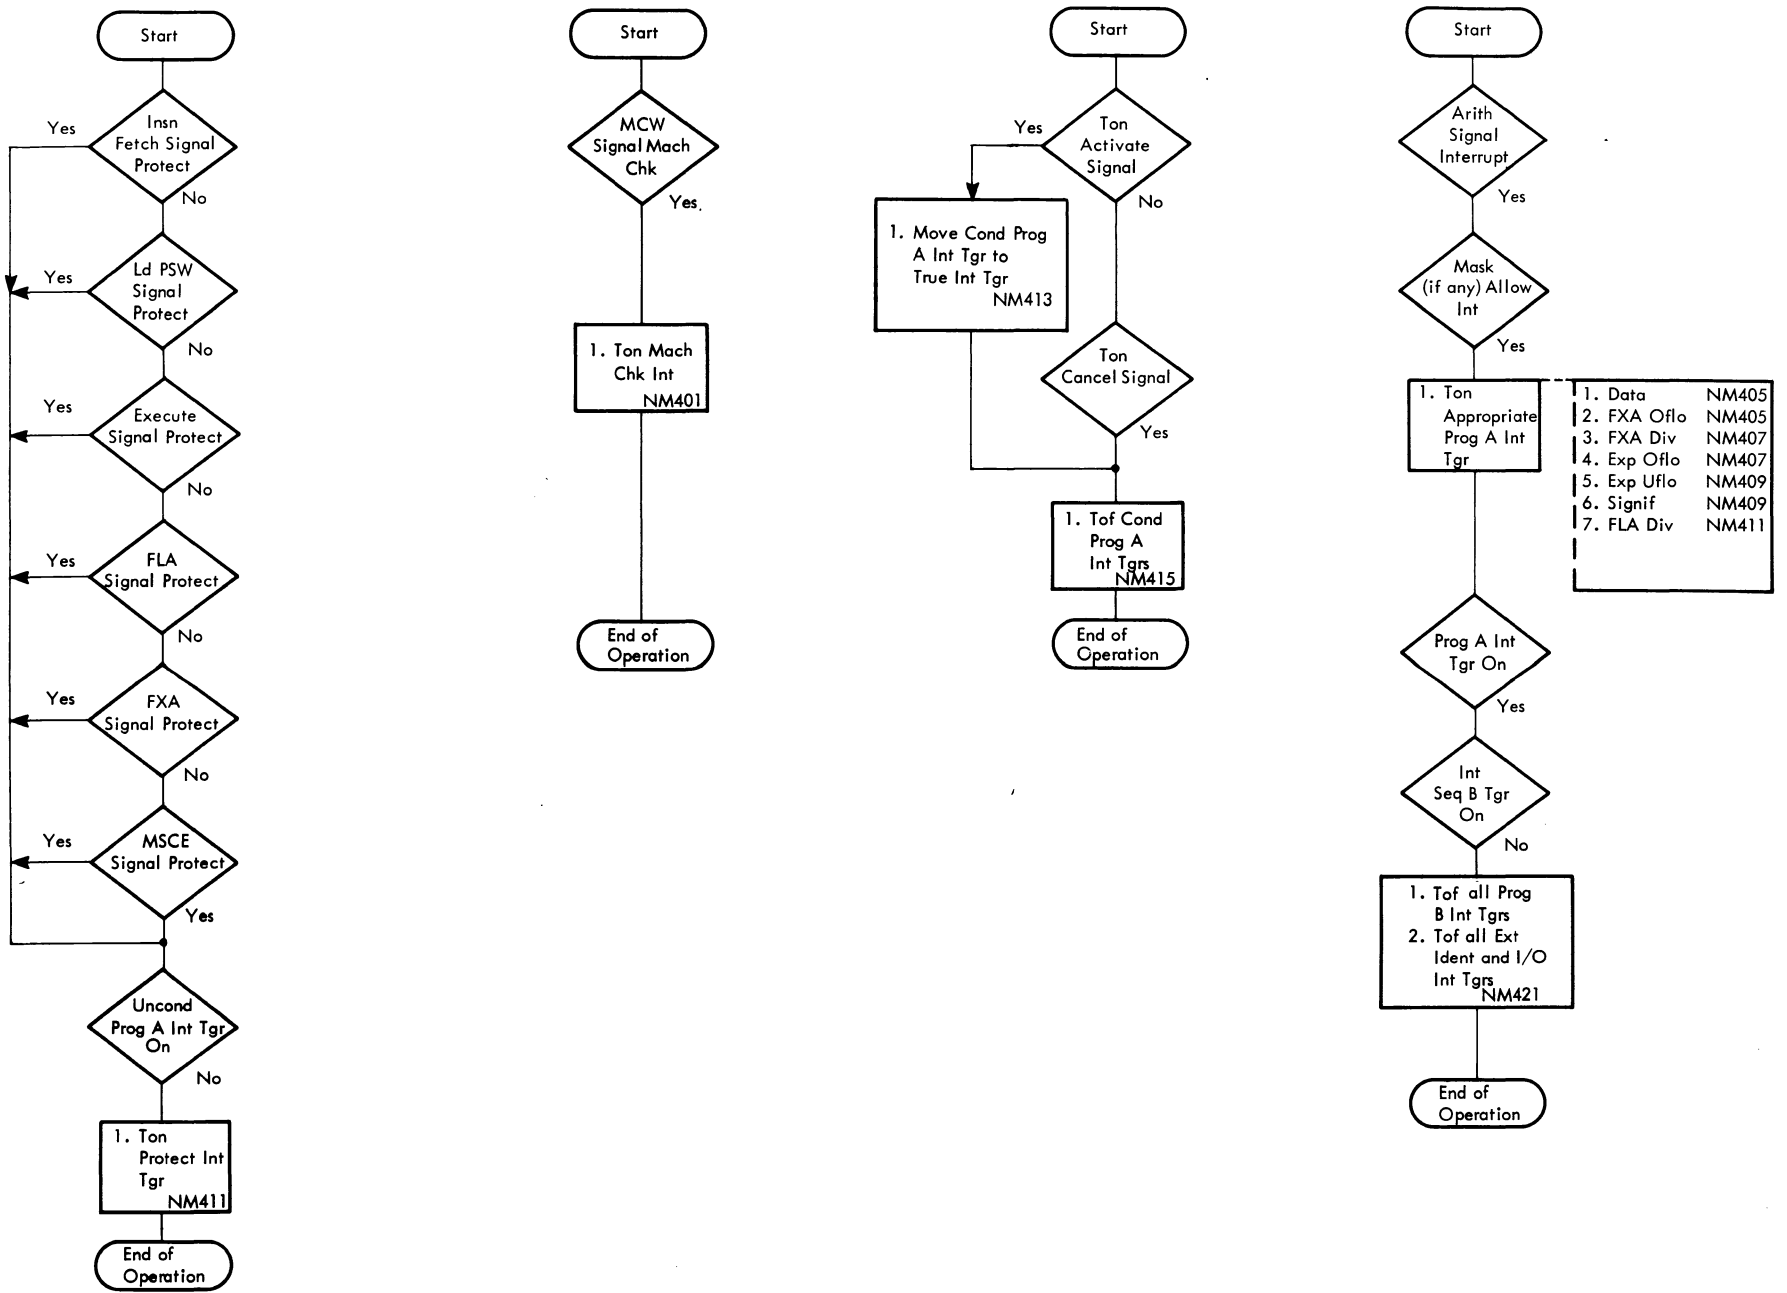 Start
Insn
Fetch Signal
Protect
Yes
No
Ld PSW
Signal
Protect
Yes
No
Execute
Signal Protect
Yes
No
FLA
Signal Protect
Yes
No
FXA
Signal Protect
Yes
No
MSCE
Signal Protect
Yes
Yes
Uncond
Prog A Int Tgr
On
No
1. Ton
Protect Int
Tgr
NM411
End of
Operation
Start
MCW
Signal Mach
Chk
Yes
1. Ton Mach
Chk Int
NM401
End of
Operation
Start
Ton
Activate
Signal
Yes
No
1. Move Cond Prog
A Int Tgr to
True Int Tgr
NM413
Ton
Cancel Signal
Yes
1. Tof Cond
Prog A
Int Tgrs
NM415
End of
Operation
Start
Arith
Signal
Interrupt
Yes
Mask
(if any) Allow
Int
Yes
1. Ton
Appropriate
Prog A Int
Tgr
1. Data NM405
2. FXA Oflo NM405
3. FXA Div NM407
4. Exp Oflo NM407
5. Exp Uflo NM409
6. Signif NM409
7. FLA Div NM411
Prog A Int
Tgr On
Yes
Int
Seq B Tgr
On
No
1. Tof all Prog
B Int Tgrs
2. Tof all Ext
Ident and I/O
Int Tgrs
NM421
End of
Operation